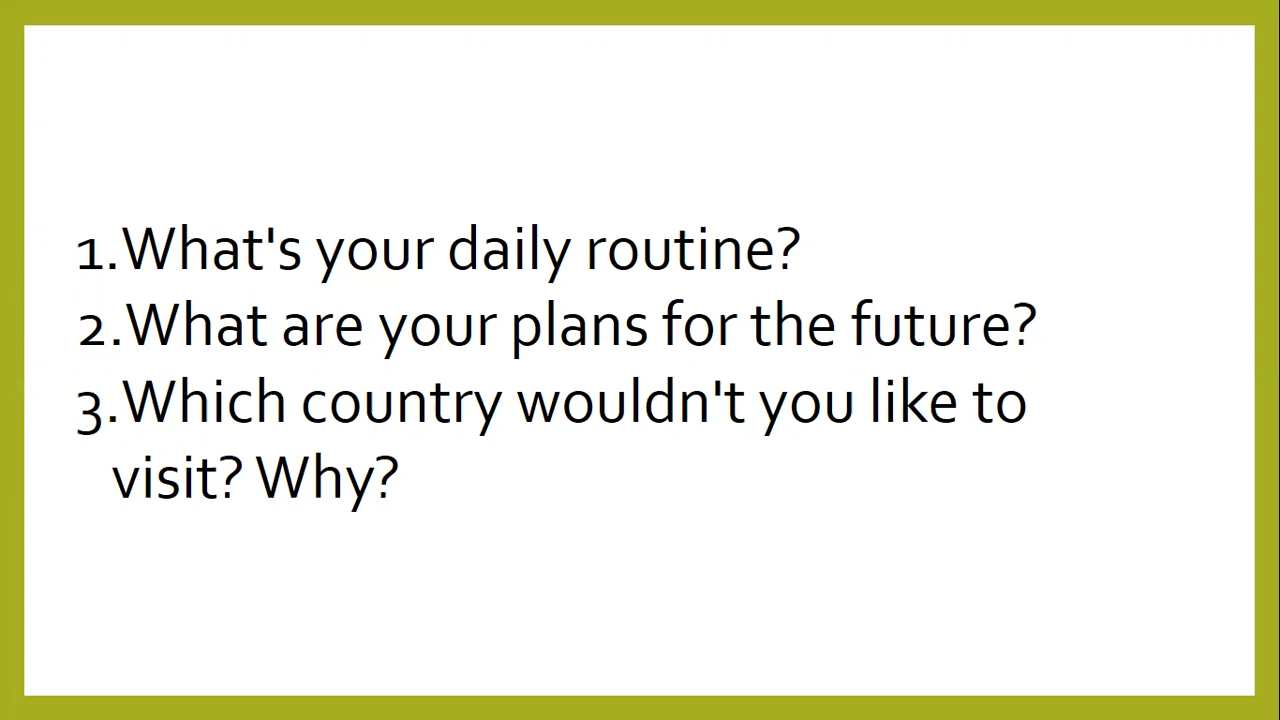 1.What's your daily routine?
2.What are your plans for the future?
3.Which country wouldn't you like to
visit? Why?